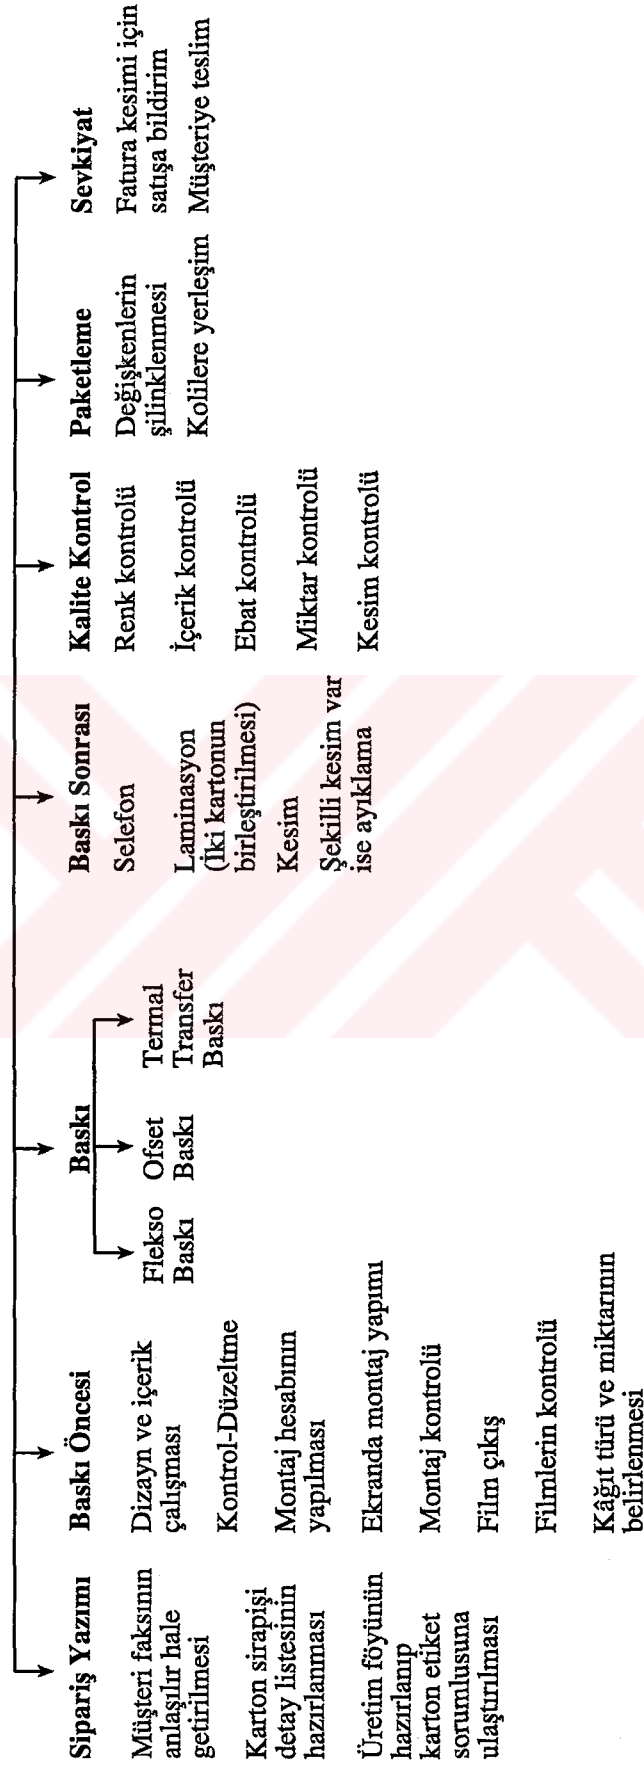 Sipariş Yazımı
Müşteri faksının
anlaşılır hale
getirilmesi
Karton sirapişi
detay listesinin
hazırlanması
Üretim föyünün
hazırlanıp
karton etiket
sorumlusuna
ulaştırılması
Baskı Öncesi
Dizayn ve içerik
çalışması
Kontrol-Düzeltme
Montaj hesabının
yapılması
Ekranda montaj yapımı
Montaj kontrolü
Film çıkış
Filmlerin kontrolü
Kâğıt türü ve miktarının
belirlenmesi
Baskı
Flekso
Baskı
Ofset
Baskı
Termal
Transfer
Baskı
Baskı Sonrası
Selefon
Laminasyon
(İki kartonun
birleştirilmesi)
Kesim
Şekilli kesim var
ise ayıklama
Kalite Kontrol
Renk kontrolü
İçerik kontrolü
Ebat kontrolü
Miktar kontrolü
Kesim kontrolü
Paketleme
Değişkenlerin
şilinklenmesi
Kolilere yerleşim
Sevkiyat
Fatura kesimi için
satışa bildirim
Müşteriye teslim